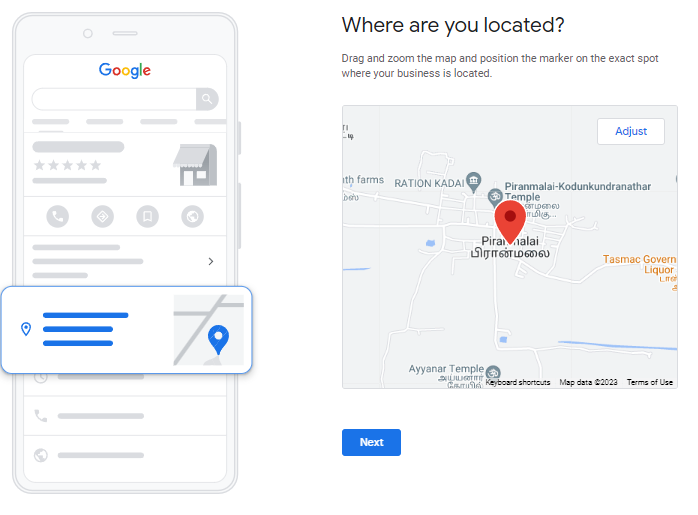 Google
Where are you located?
Drag and zoom the map and position the marker on the exact spot
where your business is located.
Adjust
ath farms
RATION KADAI
Piranmalai-Kodunkundranathar
Temple
Piranmalai
பிரான்மலை
Tasmac Govern
Liquor
Ayyanar Temple
அய்யனார்
கோயில்
Keyboard shortcuts Map data ©2023 Terms of Use
Next